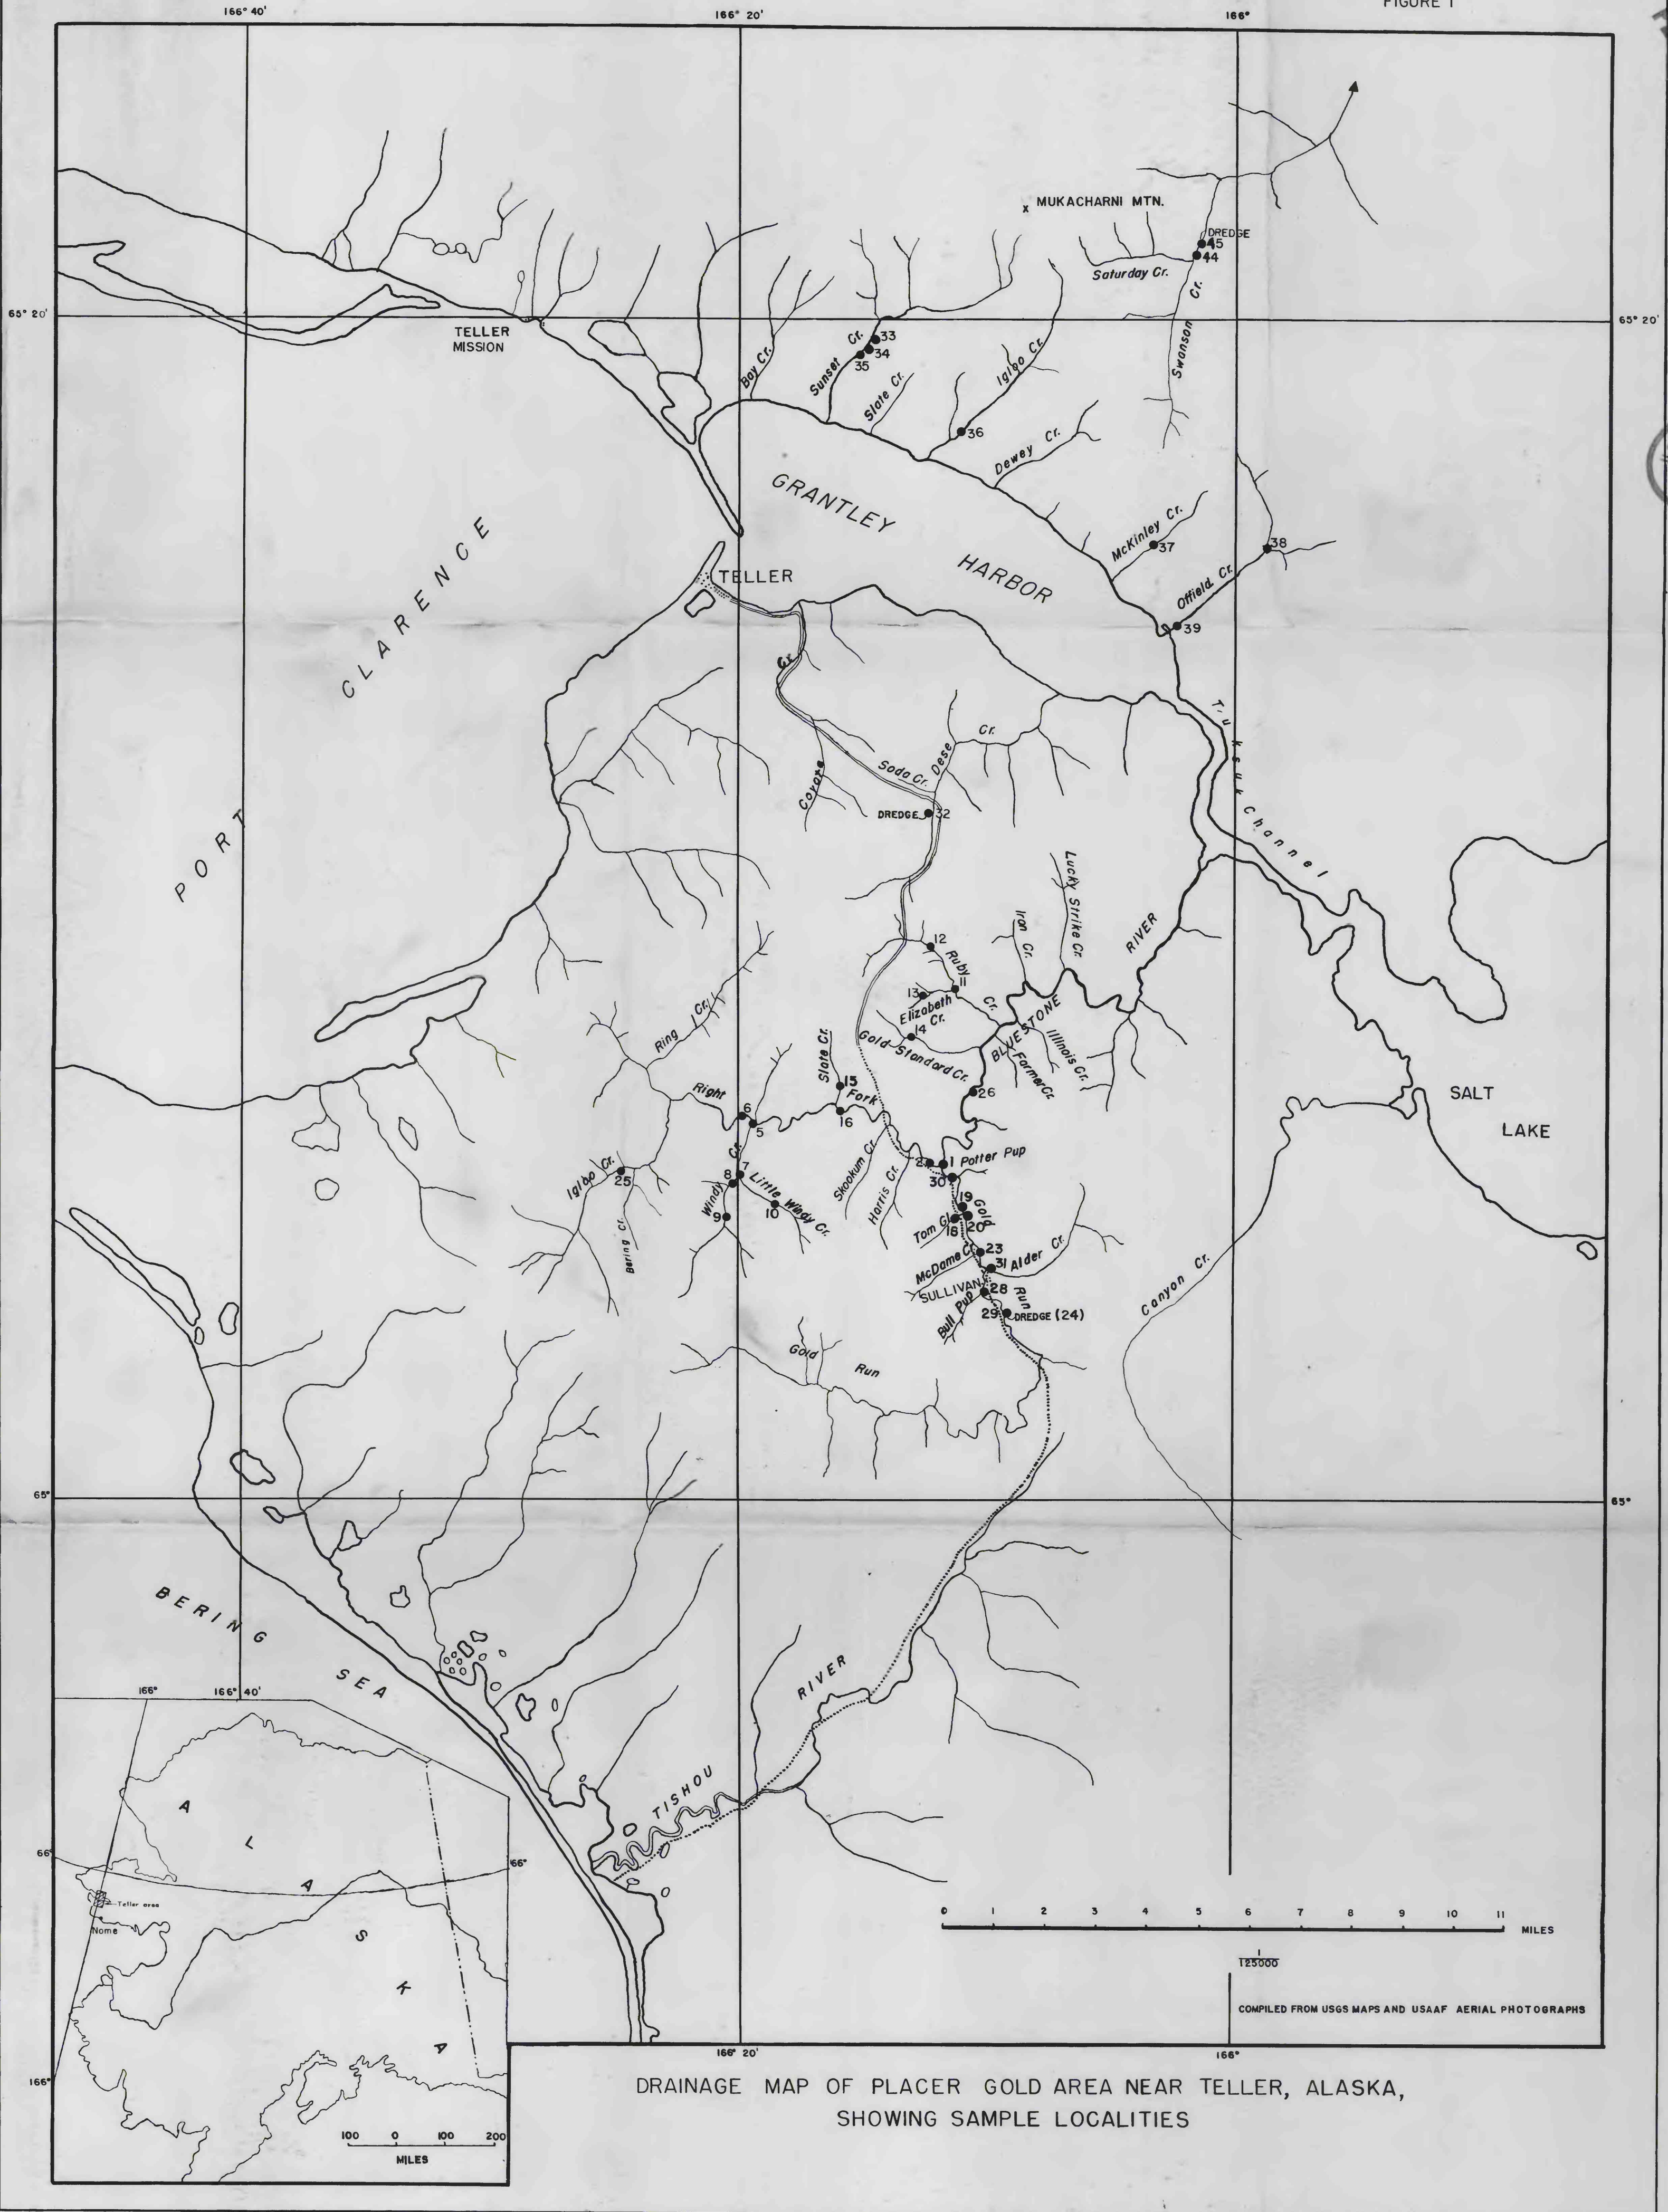 FIGURE 1
166° 40'
166° 20'
166°
MUKACHARNI MTN.
x
DREDGE
45
44
Saturday Cr.
65° 20'
65° 20'
TELLER
MISSION
Swanson Cr.
Bay Cr.
Sunset Cr.
33
34
35
Slate Cr.
Igloo Cr.
36
Dewey Cr.
GRANTLEY
HARBOR
McKinley Cr.
37
38
Offield Cr.
39
PORT CLARENCE
TELLER
Cr.
Tuksuk Channel
Coyote
Soda Cr.
Dese Cr.
DREDGE
32
Lucky Strike Cr.
Iron Cr.
RIVER
12
Ruby Cr.
11
13
Elizabeth Cr.
14
Gold Standard Cr.
BLUESTONE
Farmer Cr.
Illinois Cr.
Ring Cr.
Slate Cr.
15
Right Fork
26
6
5
16
SALT
LAKE
Skookum Cr.
Harris Cr.
2
1
Potter Pup
30
Igloo Cr.
25
Windy Cr.
7
8
9
Little Windy Cr.
10
Bering Cr.
19
Gold Run
Tom Gl.
18
20
McDame Cr.
23
31
Alder Cr.
SULLIVAN
28
Bull Pup
29
DREDGE (24)
Canyon Cr.
Gold Run
65°
65°
BERING SEA
TISHOU RIVER
166°
166° 40'
ALASKA
66°
66°
Teller area
Nome
166°
100 0 100 200
MILES
0 1 2 3 4 5 6 7 8 9 10 11 MILES
1
125000
COMPILED FROM USGS MAPS AND USAAF AERIAL PHOTOGRAPHS
166° 20'
166°
DRAINAGE MAP OF PLACER GOLD AREA NEAR TELLER, ALASKA,
SHOWING SAMPLE LOCALITIES